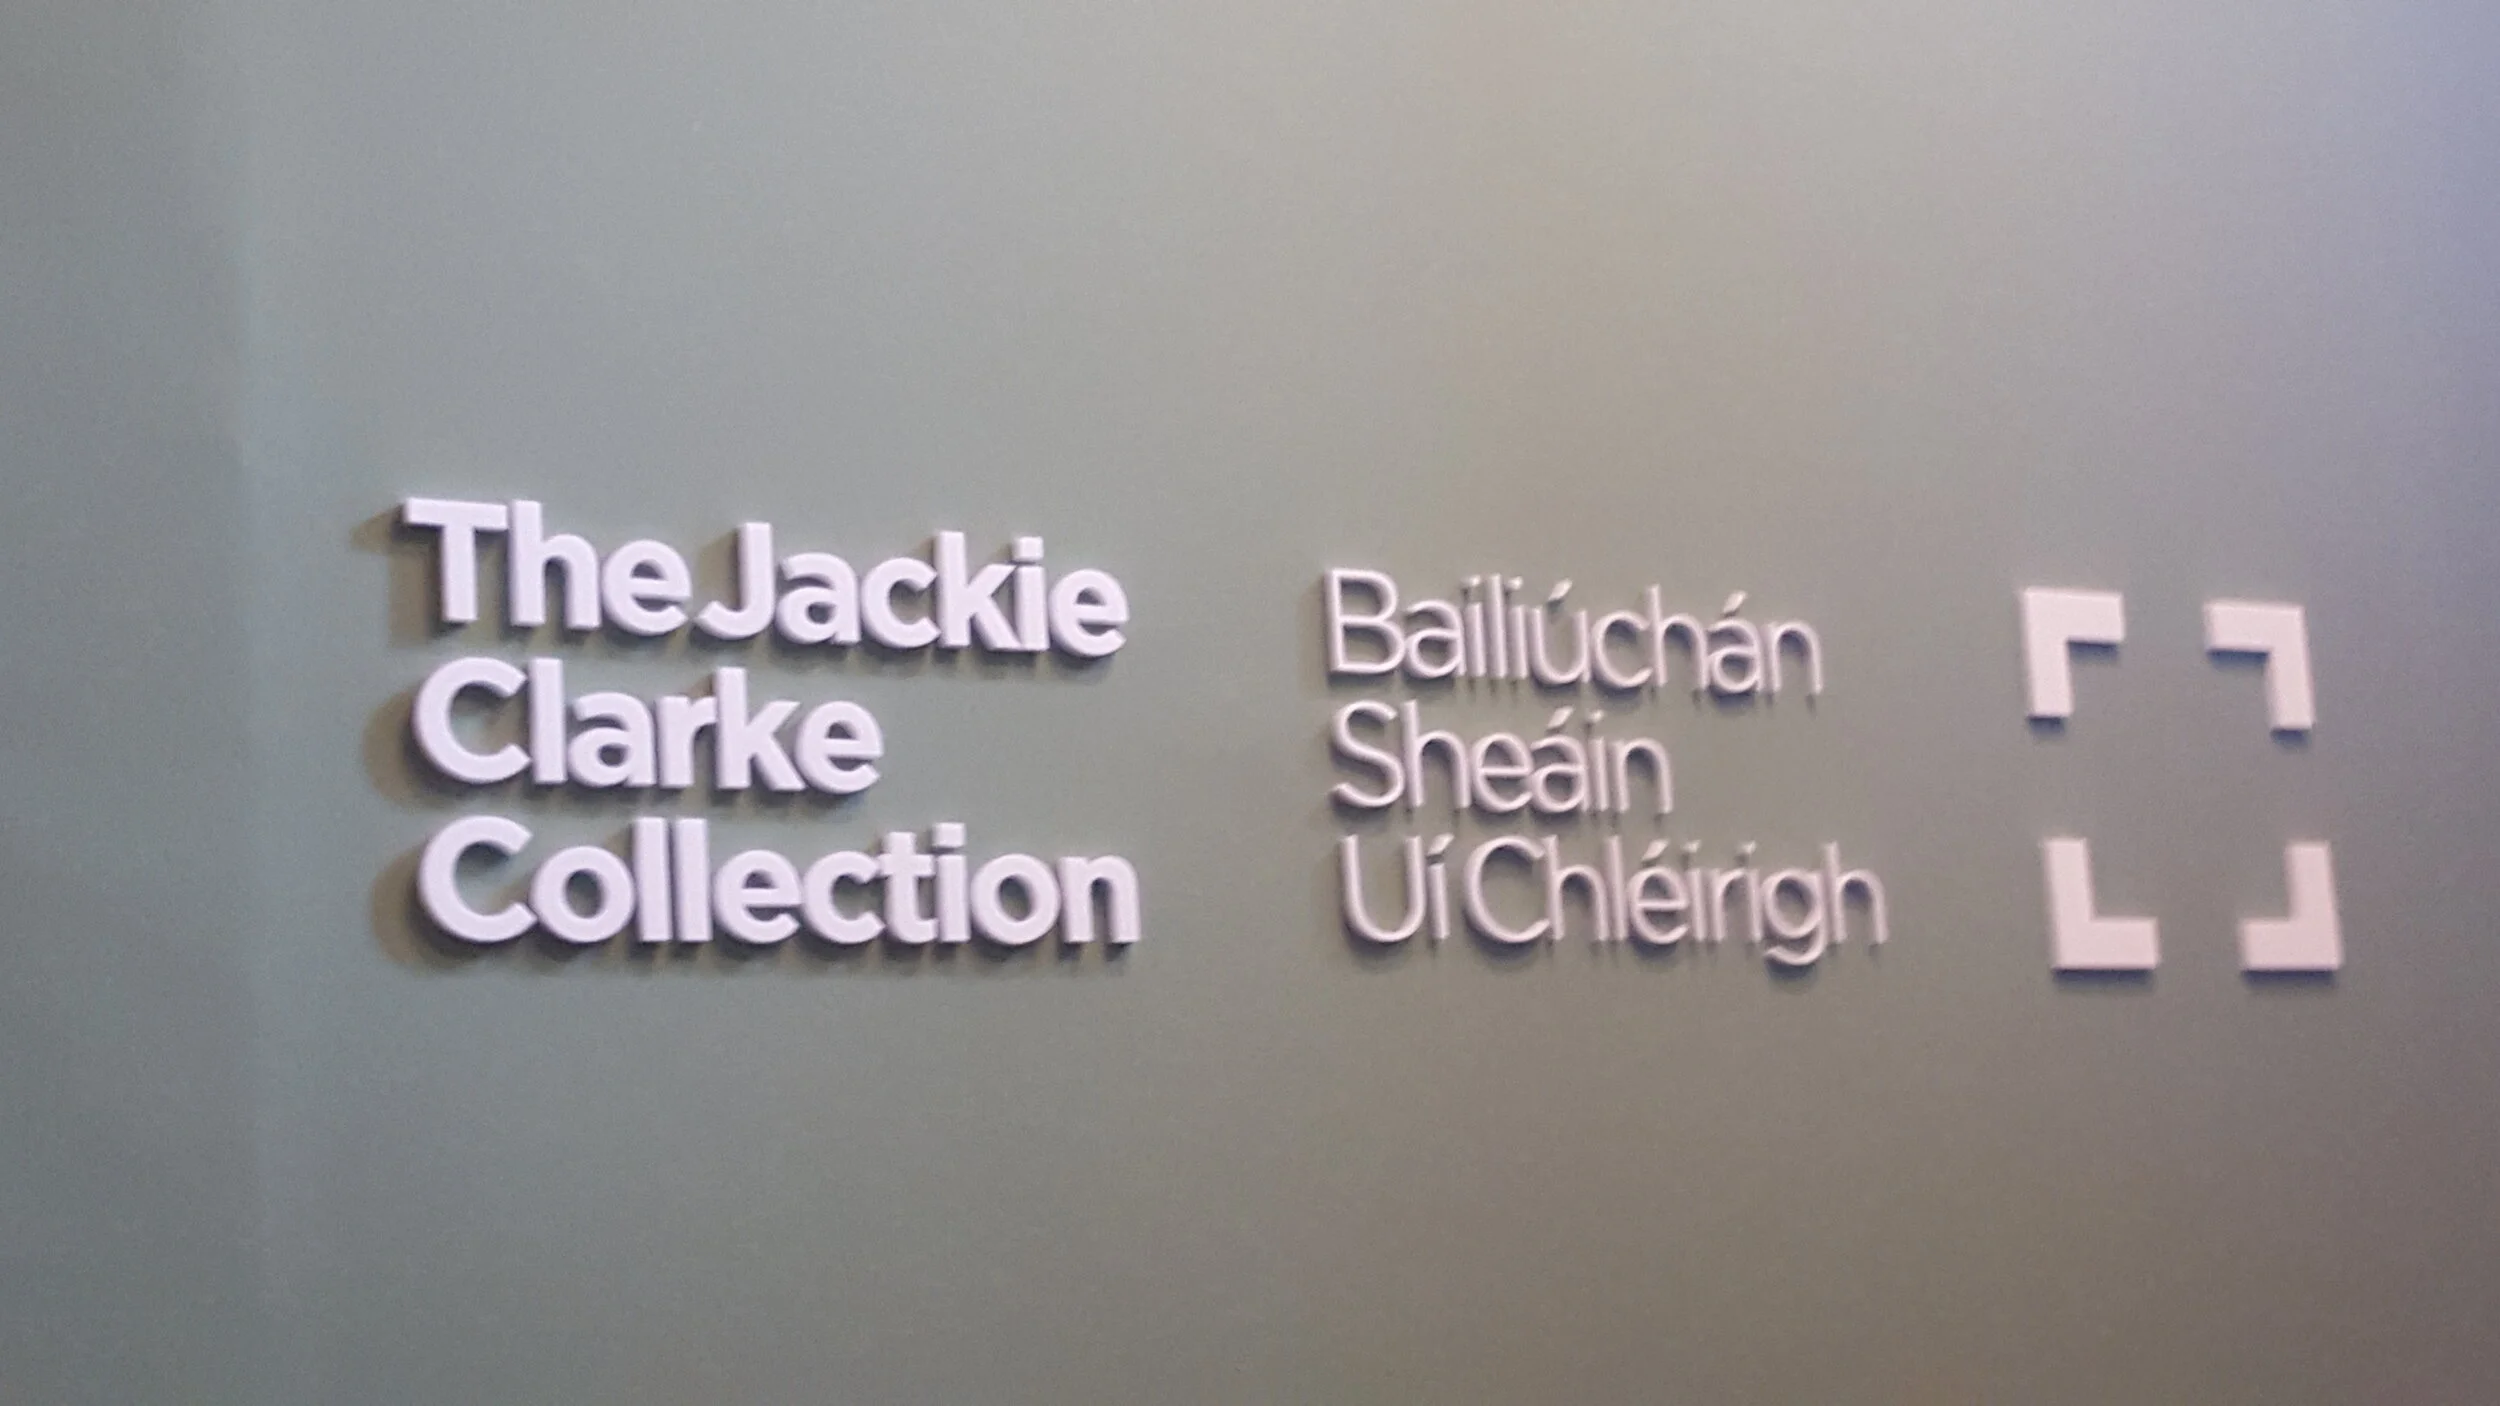 The Jackie
Clarke
Collection
Bailiúchán
Sheáin
Uí Chléirigh